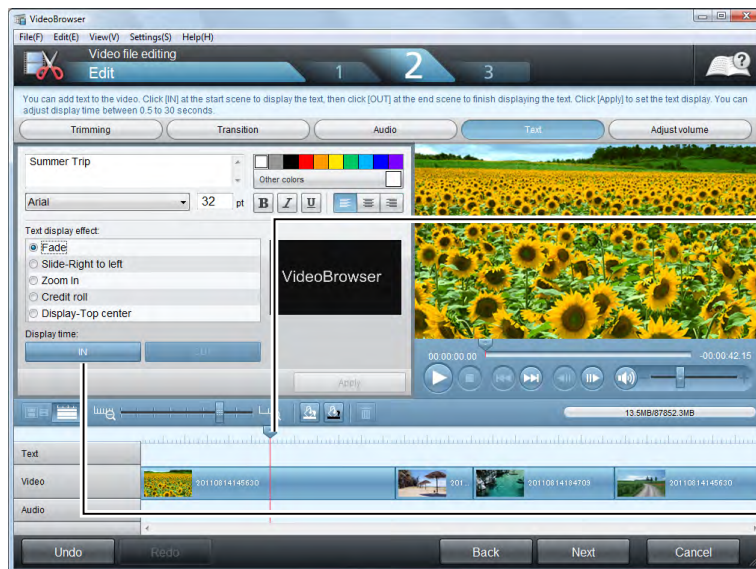 VideoBrowser
File(F) Edit(E) View(V) Settings(S) Help(H)
Video file editing
Edit
1 2 3
You can add text to the video. Click [IN] at the start scene to display the text, then click [OUT] at the end scene to finish displaying the text. Click [Apply] to set the text display. You can
adjust display time between 0.5 to 30 seconds.
Trimming Transition Audio Text Adjust volume
Summer Trip
Other colors
Arial 32 pt B I U
Text display effect:
Fade
Slide-Right to left
Zoom in
Credit roll
Display-Top center
VideoBrowser
Display time:
IN OUT
00:00:00.00 -00:00:42.15
Apply
13.5MB/87852.3MB
Text
Video 20110814145630 201... 20110814184709 20110814145630
Audio
Undo Redo Back Next Cancel